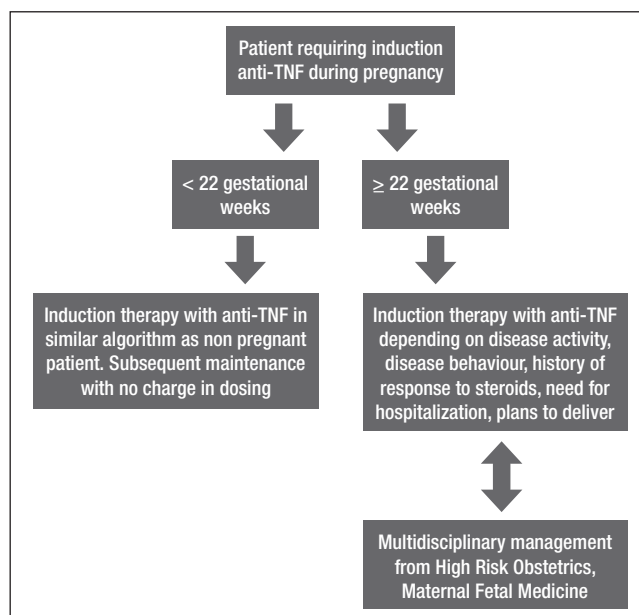 Patient requiring induction
anti-TNF during pregnancy
< 22 gestational
weeks
≥ 22 gestational
weeks
Induction therapy with anti-TNF in
similar algorithm as non pregnant
patient. Subsequent maintenance
with no charge in dosing
Induction therapy with anti-TNF
depending on disease activity,
disease behaviour, history of
response to steroids, need for
hospitalization, plans to deliver
Multidisciplinary management
from High Risk Obstetrics,
Maternal Fetal Medicine